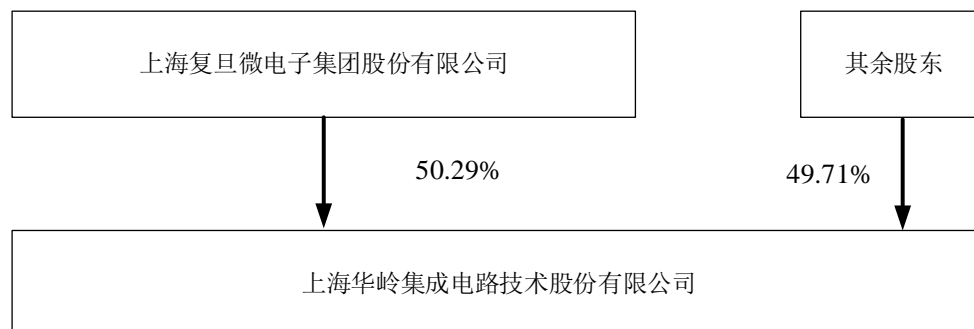 上海复旦微电子集团股份有限公司
其余股东
50.29%
49.71%
上海华岭集成电路技术股份有限公司